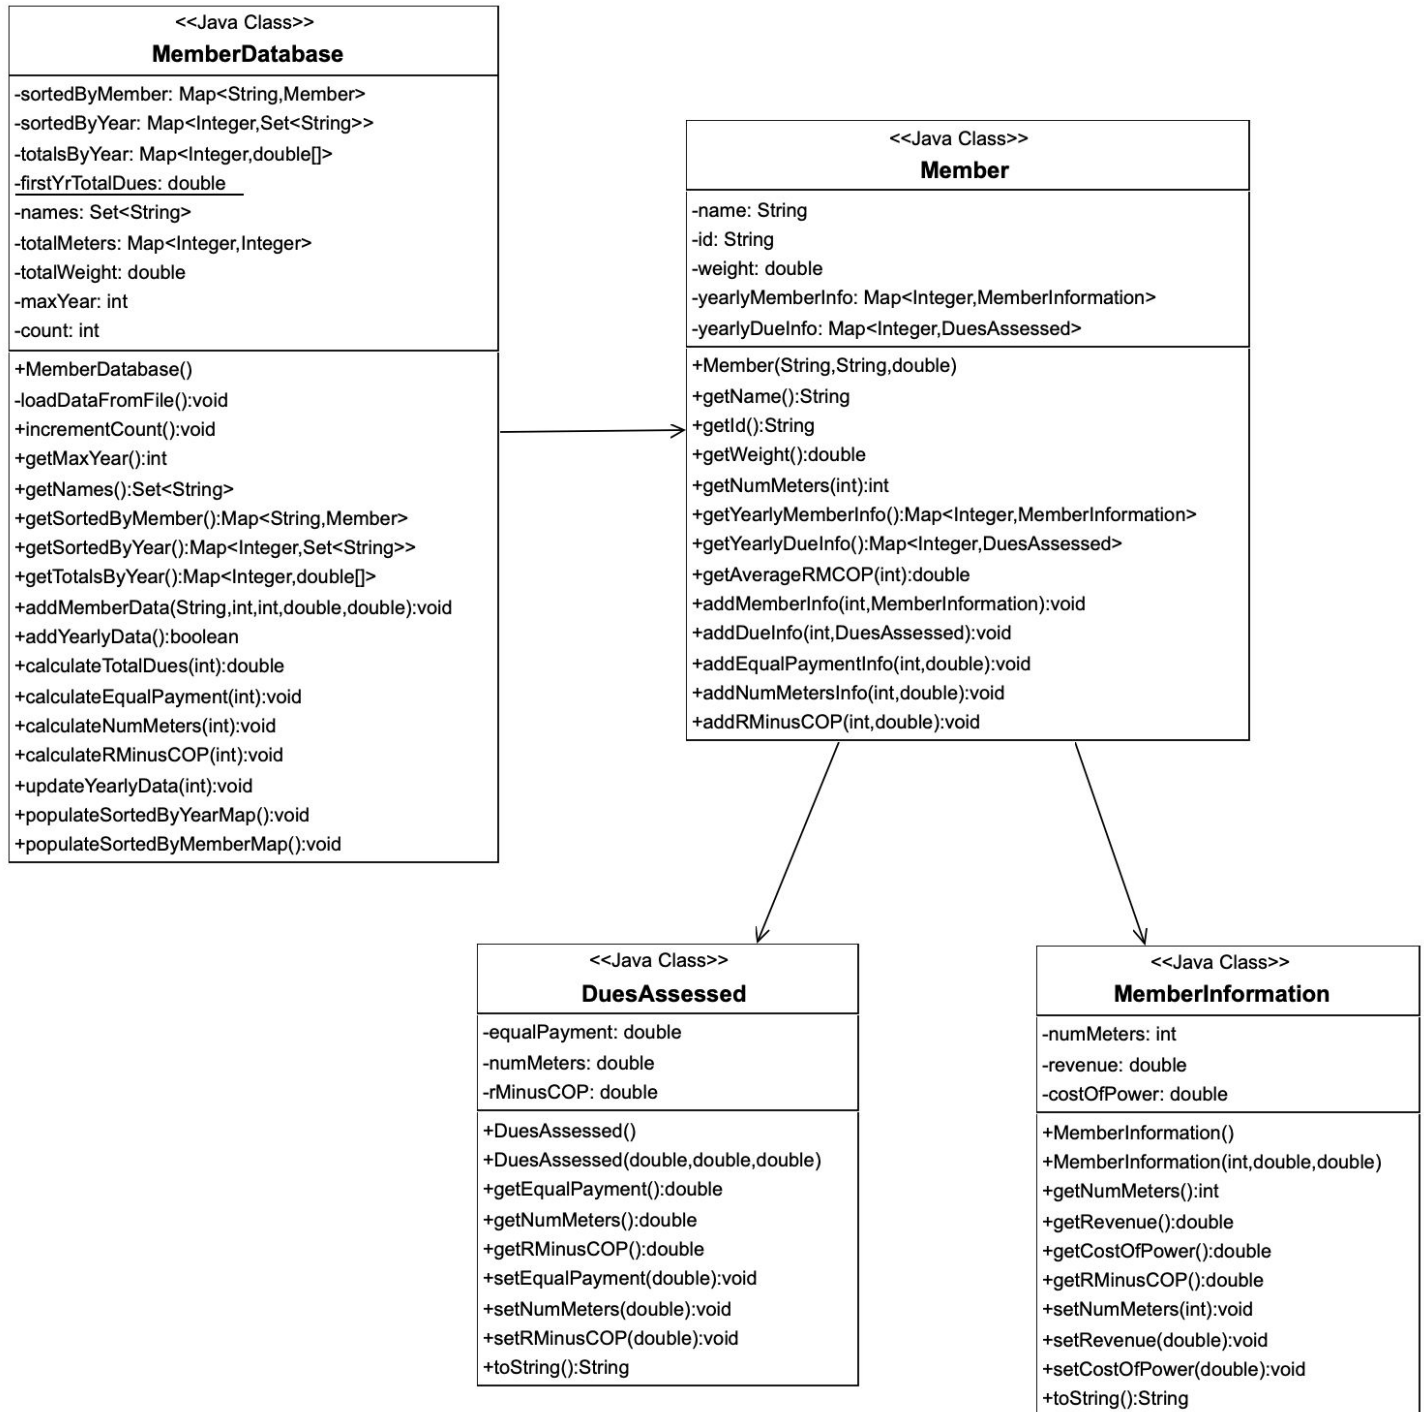 <<Java Class>>
MemberDatabase
-sortedByMember: Map<String,Member>
-sortedByYear: Map<Integer,Set<String>>
-totalsByYear: Map<Integer,double[]>
-firstYrTotalDues: double
-names: Set<String>
-totalMeters: Map<Integer,Integer>
-totalWeight: double
-maxYear: int
-count: int
+MemberDatabase()
-loadDataFromFile():void
+incrementCount():void
+getMaxYear():int
+getNames():Set<String>
+getSortedByMember():Map<String,Member>
+getSortedByYear():Map<Integer,Set<String>>
+getTotalsByYear():Map<Integer,double[]>
+addMemberData(String,int,int,double,double):void
+addYearlyData():boolean
+calculateTotalDues(int):double
+calculateEqualPayment(int):void
+calculateNumMeters(int):void
+calculateRMinusCOP(int):void
+updateYearlyData(int):void
+populateSortedByYearMap():void
+populateSortedByMemberMap():void
<<Java Class>>
Member
-name: String
-id: String
-weight: double
-yearlyMemberInfo: Map<Integer,MemberInformation>
-yearlyDueInfo: Map<Integer,DuesAssessed>
+Member(String,String,double)
+getName():String
+getId():String
+getWeight():double
+getNumMeters(int):int
+getYearlyMemberInfo():Map<Integer,MemberInformation>
+getYearlyDueInfo():Map<Integer,DuesAssessed>
+getAverageRMCOP(int):double
+addMemberInfo(int,MemberInformation):void
+addDueInfo(int,DuesAssessed):void
+addEqualPaymentInfo(int,double):void
+addNumMetersInfo(int,double):void
+addRMinusCOP(int,double):void
<<Java Class>>
DuesAssessed
-equalPayment: double
-numMeters: double
-rMinusCOP: double
+DuesAssessed()
+DuesAssessed(double,double,double)
+getEqualPayment():double
+getNumMeters():double
+getRMinusCOP():double
+setEqualPayment(double):void
+setNumMeters(double):void
+setRMinusCOP(double):void
+toString():String
<<Java Class>>
MemberInformation
-numMeters: int
-revenue: double
-costOfPower: double
+MemberInformation()
+MemberInformation(int,double,double)
+getNumMeters():int
+getRevenue():double
+getCostOfPower():double
+getRMinusCOP():double
+setNumMeters(int):void
+setRevenue(double):void
+setCostOfPower(double):void
+toString():String